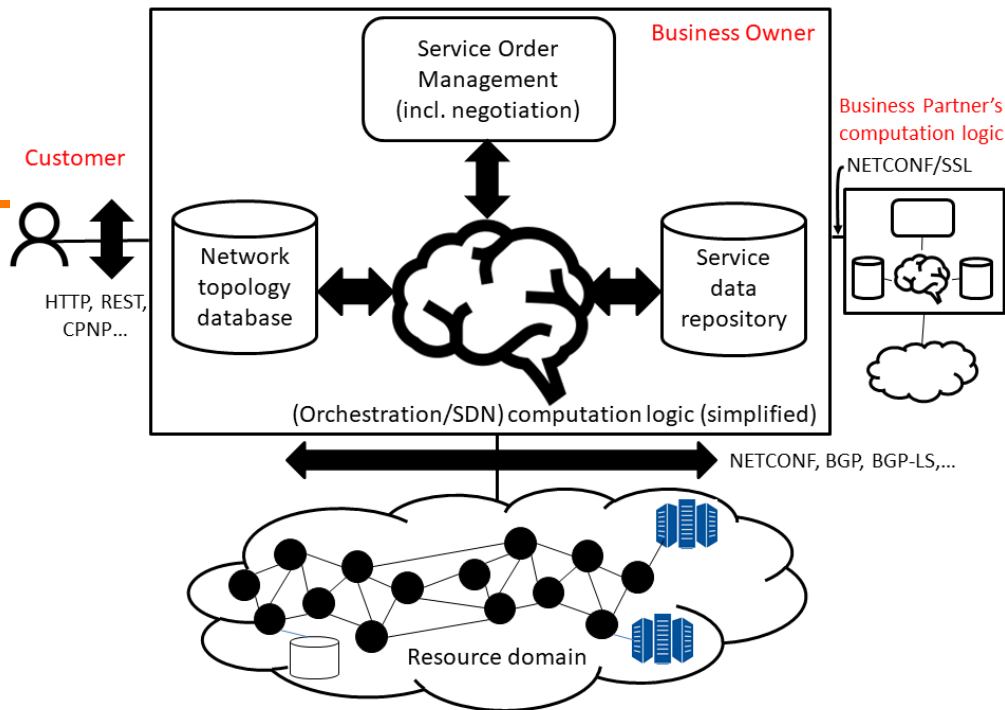 Business Owner
Service Order
Management
(incl. negotiation)
Customer
HTTP, REST,
CPNP...
Network
topology
database
Service
data
repository
(Orchestration/SDN) computation logic (simplified)
Business Partner's
computation logic
NETCONF/SSL
NETCONF, BGP, BGP-LS,...
Resource domain